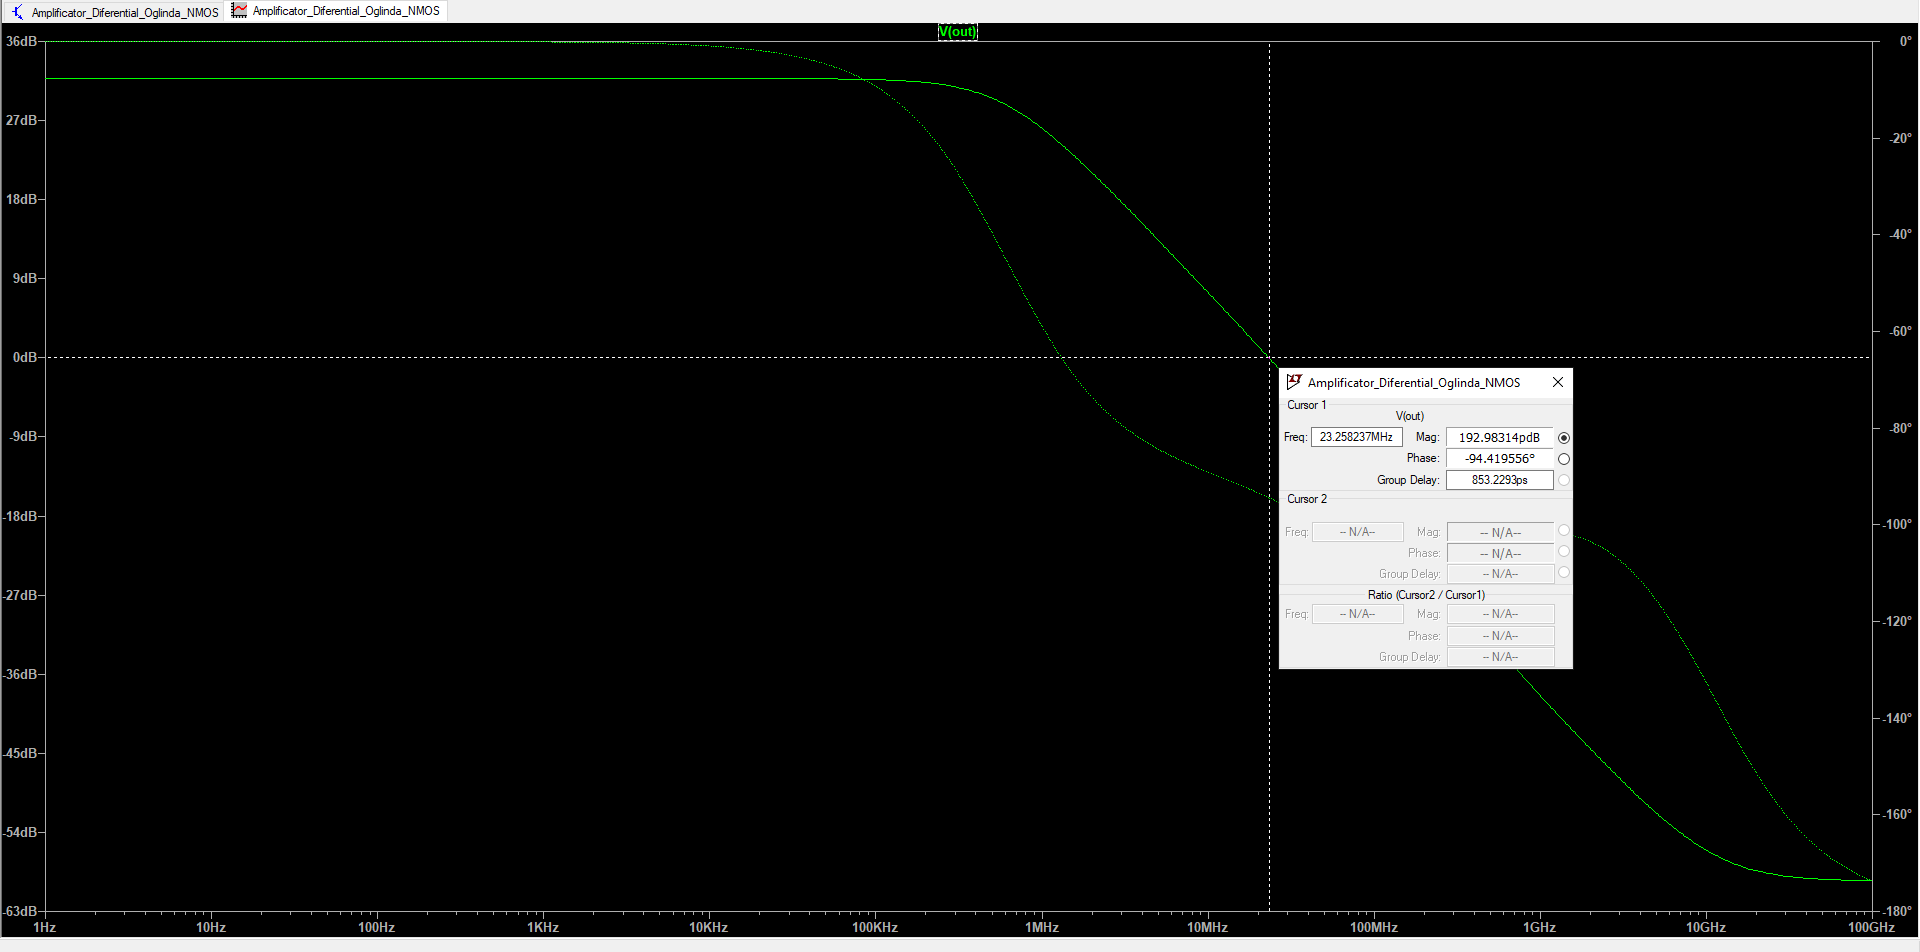 Amplificator_Diferential_Oglinda_NMOS Amplificator_Diferential_Oglinda_NMOS
V(out)
36dB 0°
27dB -20°
18dB -40°
9dB -60°
0dB -80°
-9dB -100°
-18dB -120°
-27dB -140°
-36dB -160°
-45dB -180°
-54dB
-63dB
1Hz 10Hz 100Hz 1KHz 10KHz 100KHz 1MHz 10MHz 100MHz 1GHz 10GHz 100GHz
Amplificator_Diferential_Oglinda_NMOS
Cursor 1
V(out)
Freq: 23.258237MHz Mag: 192.98314pdB
Phase: -94.419556°
Group Delay: 853.2293ps
Cursor 2
Freq: -- N/A-- Mag: -- N/A--
Phase: -- N/A--
Group Delay: -- N/A--
Ratio (Cursor2 / Cursor1)
Freq: -- N/A-- Mag: -- N/A--
Phase: -- N/A--
Group Delay: -- N/A--